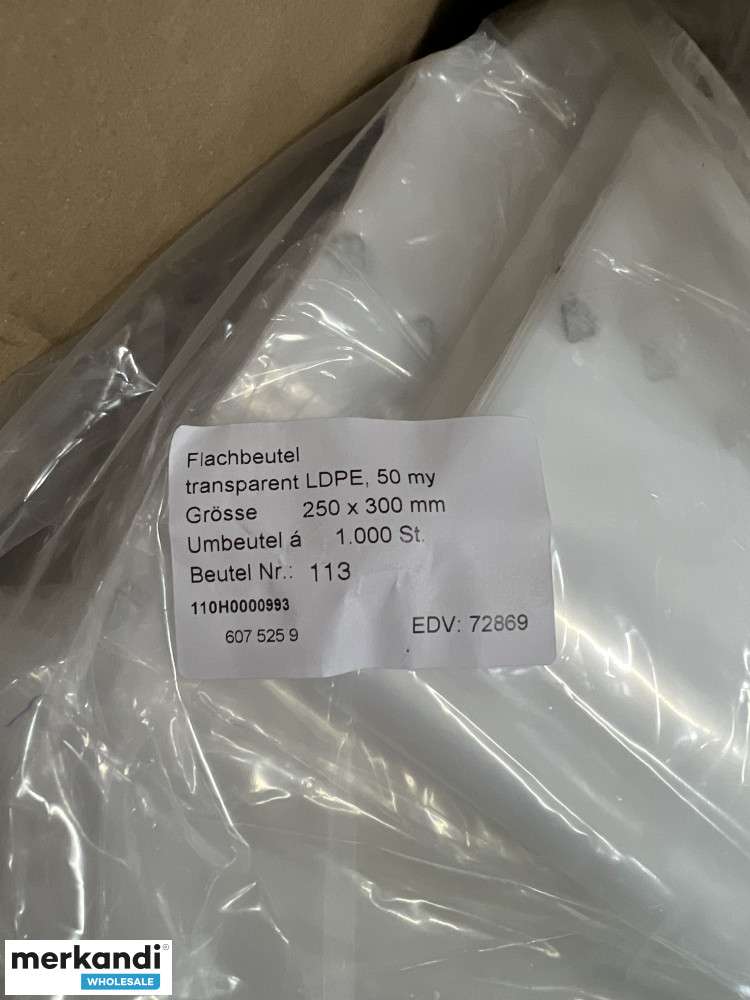 Flachbeutel
transparent LDPE, 50 my
Grösse 250 x 300 mm
Umbeutel á 1.000 St.
Beutel Nr.: 113
110H0000993
607 525 9 EDV: 72869
merkandi®
WHOLESALE